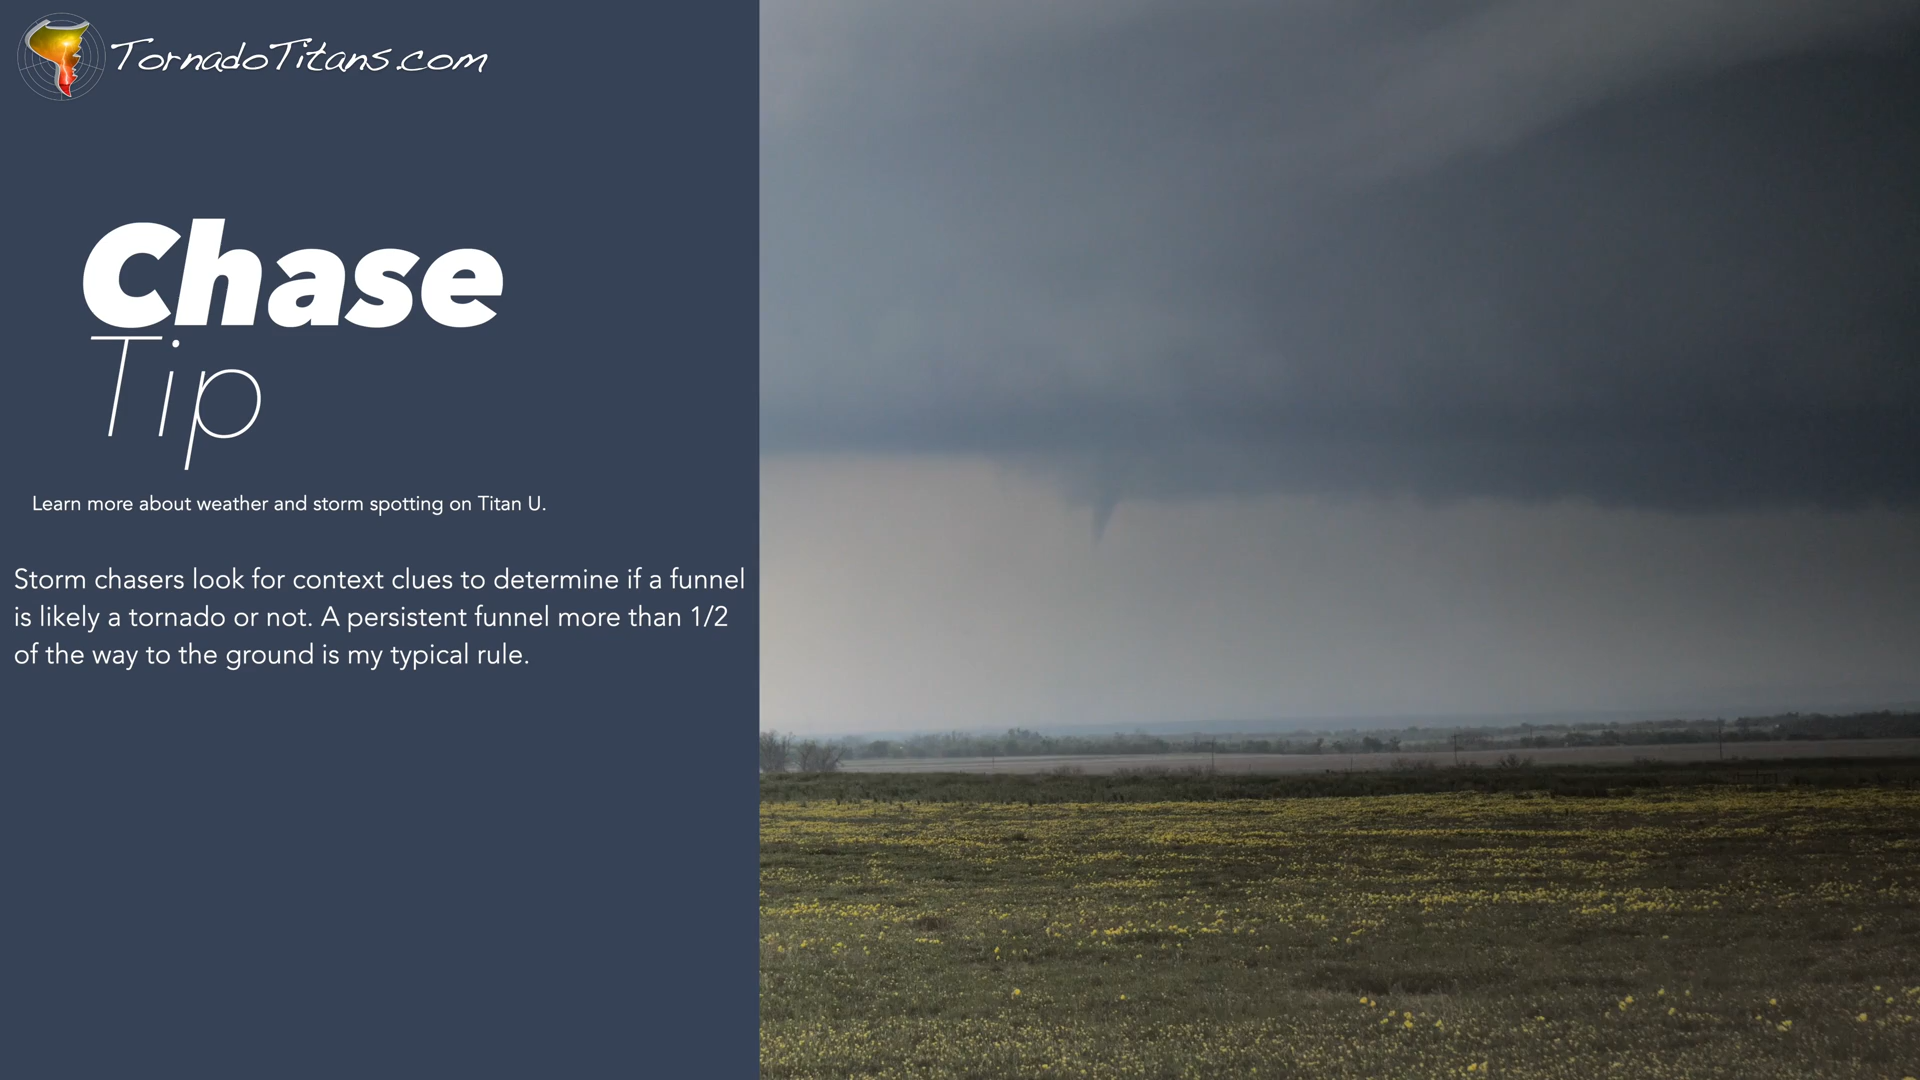 TornadoTitans.com
Chase
Tip
Learn more about weather and storm spotting on Titan U.
Storm chasers look for context clues to determine if a funnel
is likely a tornado or not. A persistent funnel more than 1/2
of the way to the ground is my typical rule.